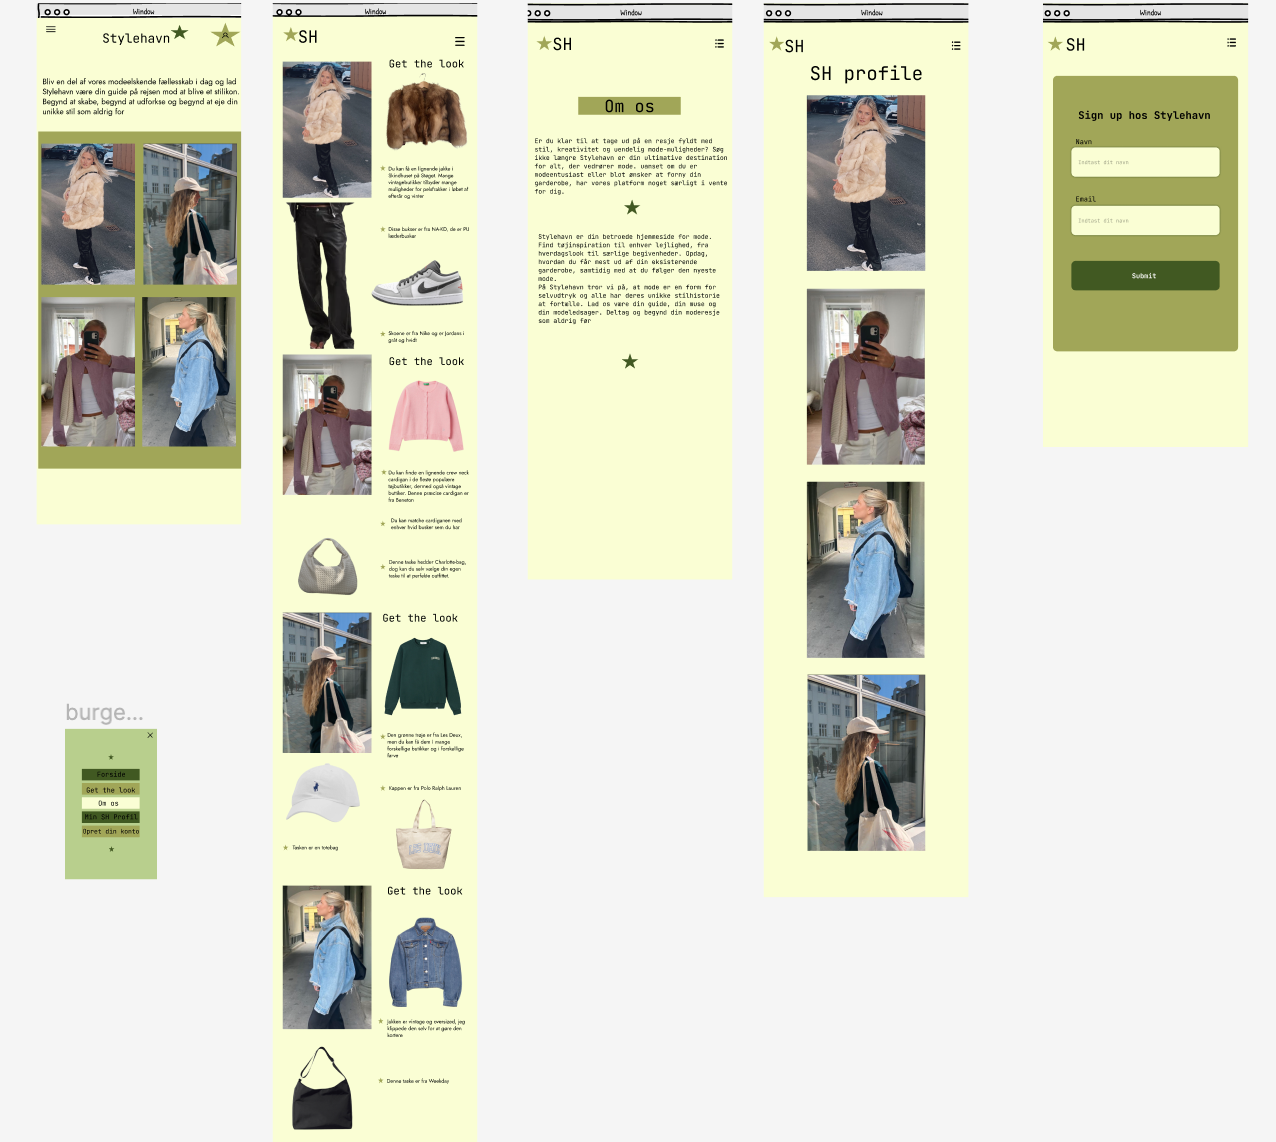 Window
Stylehavn
Bliv en del af vores modeelskende fællesskab i dag og lad
Stylehavn være din guide på rejsen mod at blive et stilikon.
Begynd at skabe, begynd at udforske og begynd at eje din
unikke stil som aldrig for
Window
SH
Get the look
Du kan få en lignende jakke i
Skindhuset på Strøget. Mange
vintagebutikker tilbyder mange
muligheder for pelsfrakker i løbet af
efterår og vinter
Disse bukser er fra NA-KD, de er PU
læderbuskar
Skoene er fra Nike og er Jordans i
gråt og hvidt
Get the look
Du kan finde en lignende crew neck
cardigan i de fleste populære
tøjbutikker, dermed også vintage
butiker. Denne præcise cardigan er
fra Beneton
Du kan matche cardiganen med
enhver hvid busker som du har
Denne taske hedder Charlotte-bag,
dog kan du selv vælge din egen
taske til at perfekte outfittet.
Get the look
Den grønne trøje er fra Les Deux,
men du kan få dem i mange
forskellige butikker og i forskellige
farve
Kappen er fra Polo Ralph Lauren
Tasken er en totebag
Get the look
Jakken er vintage og oversized, jeg
klippede den selv for at gøre den
kortere
Denne taske er fra Weekday
Window
SH
Om os
Er du klar til at tage ud på en resje fyldt med
stil, kreativitet og uendelig mode-muligheder? Søg
ikke længre Stylehavn er din ultimative destination
for alt, der vedrører mode. uanset om du er
modeentusiast eller blot ønsker at forny din
garderobe, har vores platform noget særligt i vente
for dig.
Stylehavn er din betroede hjemmeside for mode.
Find tøjinspiration til enhver lejlighed, fra
hverdagslook til særlige begivenheder. Opdag,
hvordan du får mest ud af din eksisterende
garderobe, samtidig med at du følger den nyeste
mode.
På Stylehavn tror vi på, at mode er en form for
selvudtryk og alle har deres unikke stilhistorie
at fortælle. Lad os være din guide, din muse og
din modeledsager. Deltag og begynd din moderesje
som aldrig før
Window
SH
SH profile
Window
SH
Sign up hos Stylehavn
Navn
Indtast dit navn
Email
Indtast dit navn
Submit
burge...
Forside
Get the look
Om os
Min SH Profil
Opret din konto